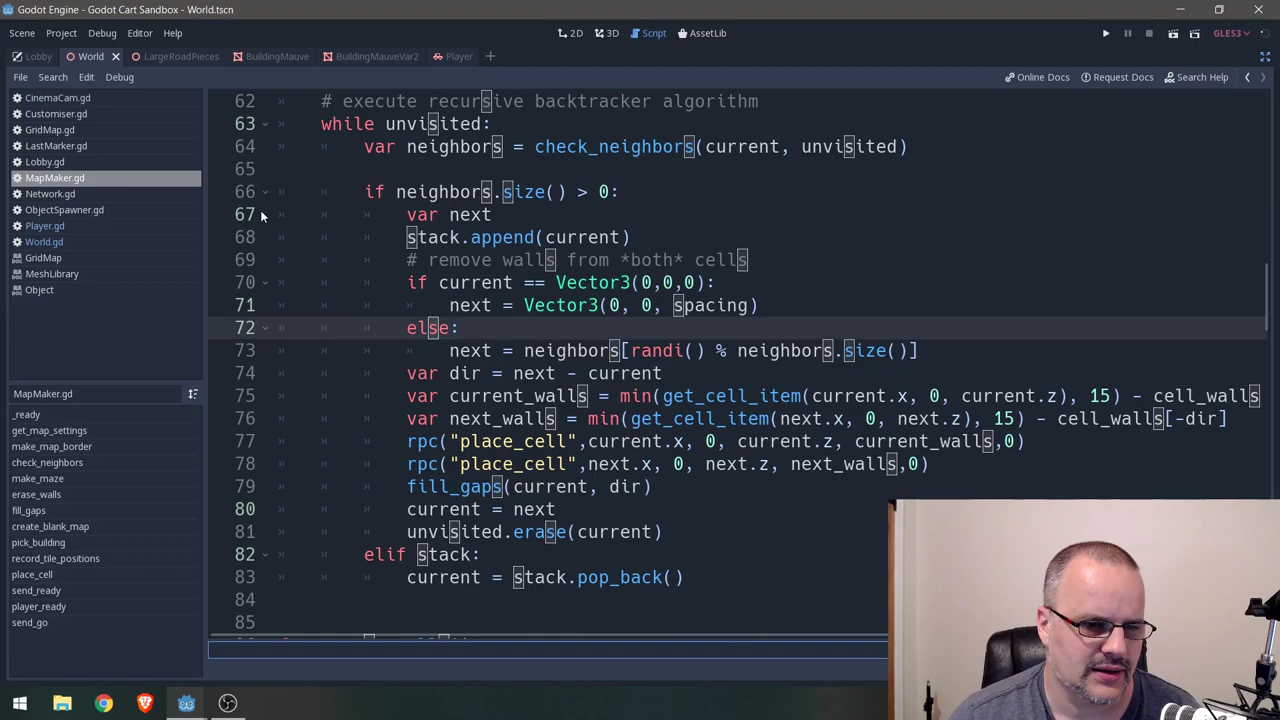 Godot Engine - Godot Cart Sandbox - World.tscn
Scene Project Debug Editor Help
2D 3D Script AssetLib
GLES3
Lobby World LargeRoadPieces BuildingMauve BuildingMauveVar2 Player
File Search Edit Debug
Online Docs Request Docs Search Help
CinemaCam.gd
Customiser.gd
GridMap.gd
LastMarker.gd
Lobby.gd
MapMaker.gd
Network.gd
ObjectSpawner.gd
Player.gd
World.gd
GridMap
MeshLibrary
Object
MapMaker.gd
_ready
get_map_settings
make_map_border
check_neighbors
make_maze
erase_walls
fill_gaps
create_blank_map
pick_building
record_tile_positions
place_cell
send_ready
player_ready
send_go
62 # execute recursive backtracker algorithm
63 while unvisited:
64 var neighbors = check_neighbors(current, unvisited)
65
66 if neighbors.size() > 0:
67 var next
68 stack.append(current)
69 # remove walls from *both* cells
70 if current == Vector3(0,0,0):
71 next = Vector3(0, 0, spacing)
72 else:
73 next = neighbors[randi() % neighbors.size()]
74 var dir = next - current
75 var current_walls = min(get_cell_item(current.x, 0, current.z), 15) - cell_walls
76 var next_walls = min(get_cell_item(next.x, 0, next.z), 15) - cell_walls[-dir]
77 rpc("place_cell",current.x, 0, current.z, current_walls,0)
78 rpc("place_cell",next.x, 0, next.z, next_walls,0)
79 fill_gaps(current, dir)
80 current = next
81 unvisited.erase(current)
82 elif stack:
83 current = stack.pop_back()
84
85